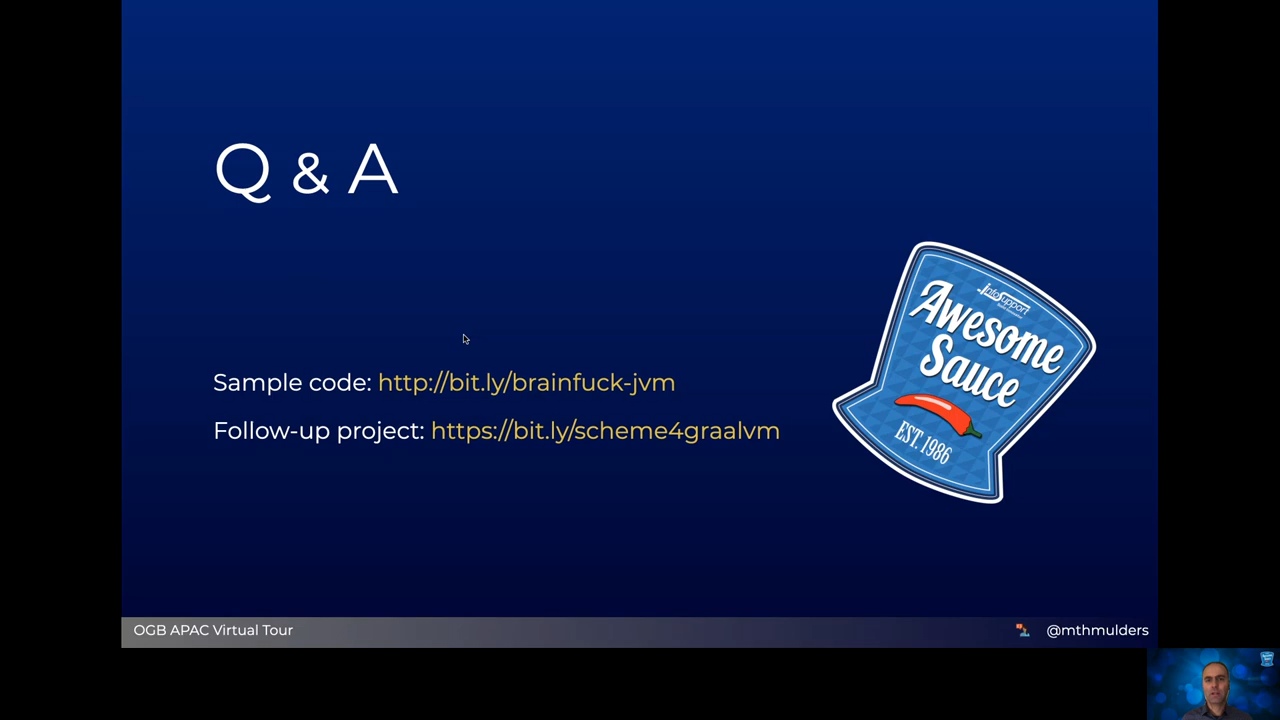 Q & A
Sample code: http://bit.ly/brainfuck-jvm
Follow-up project: https://bit.ly/scheme4graalvm
InfoSupport
Awesome
Sauce
EST. 1986
OGB APAC Virtual Tour
@mthmulders